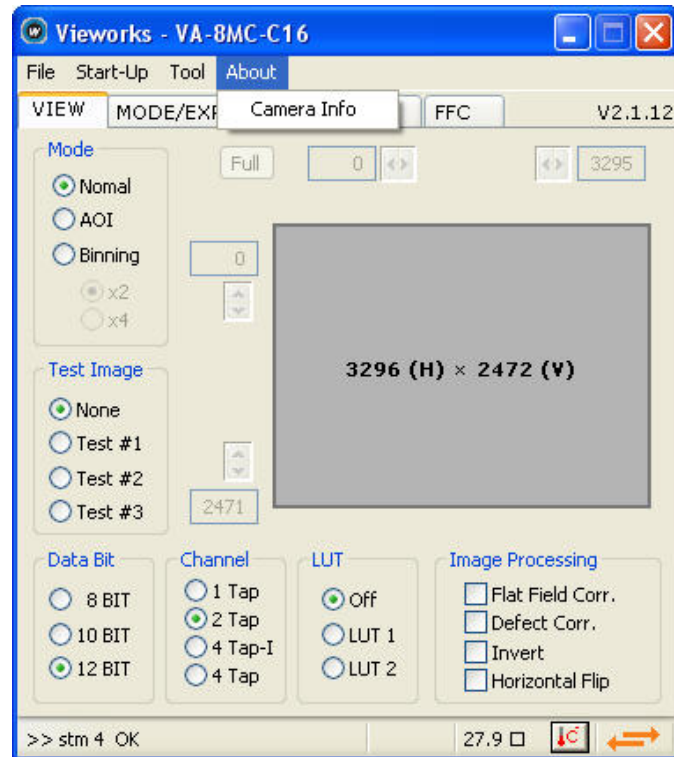 Vieworks - VA-8MC-C16
File Start-Up Tool About
VIEW MODE/EXP FFC V2.1.12
Camera Info
Mode
Full 0 3295
Nomal
AOI
Binning 0
x2
x4
3296 (H) × 2472 (V)
Test Image
None
Test #1
Test #2
Test #3
2471
Data Bit
8 BIT
10 BIT
12 BIT
Channel
1 Tap
2 Tap
4 Tap-I
4 Tap
LUT
Off
LUT 1
LUT 2
Image Processing
Flat Field Corr.
Defect Corr.
Invert
Horizontal Flip
>> stm 4 OK 27.9 □ C